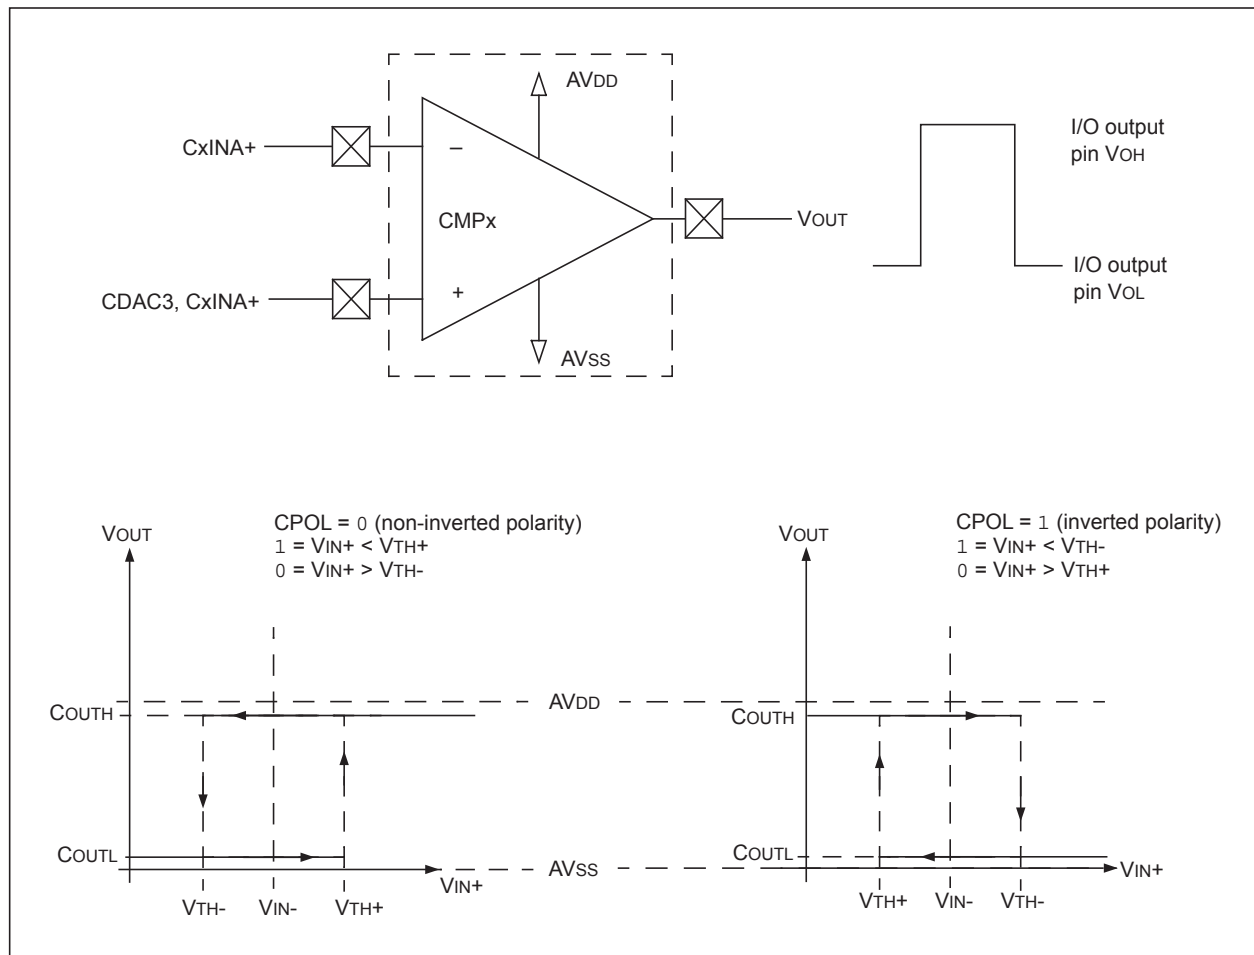 AVDD
CxINA+
−
CMPx
VOUT
CDAC3, CxINA+
+
AVSS
I/O output
pin VOH
I/O output
pin VOL
CPOL = 0 (non-inverted polarity)
1 = VIN+ < VTH+
0 = VIN+ > VTH-
VOUT
COUTH
COUTL
VTH-
VIN-
VTH+
VIN+
AVDD
AVSS
CPOL = 1 (inverted polarity)
1 = VIN+ < VTH-
0 = VIN+ > VTH+
VOUT
COUTH
COUTL
VTH+
VIN-
VTH-
VIN+